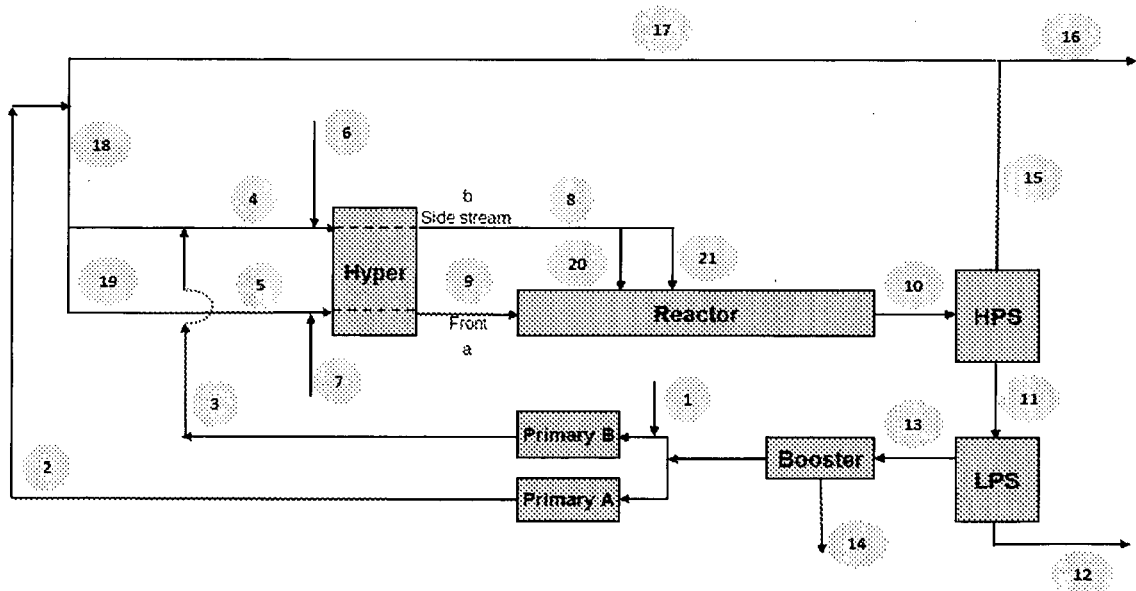 17
16
18
6
15
4
b
8
Side stream
Hyper
20
21
19
5
9
10
Reactor
HPS
Front
a
7
3
1
11
Primary B
13
2
Booster
LPS
Primary A
14
12